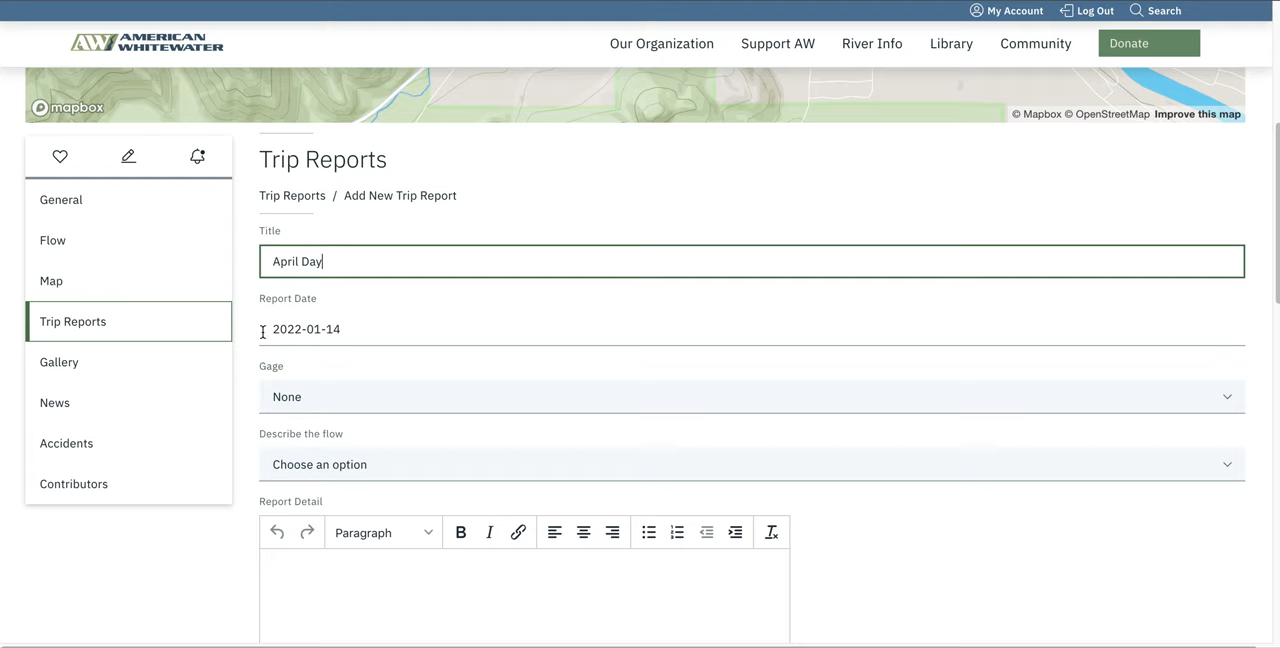 My Account Log Out Search
AMERICAN
WHITEWATER
Our Organization Support AW River Info Library Community Donate
mapbox
© Mapbox © OpenStreetMap Improve this map
General
Flow
Map
Trip Reports
Gallery
News
Accidents
Contributors
Trip Reports
Trip Reports / Add New Trip Report
Title
April Day
Report Date
2022-01-14
Gage
None
Describe the flow
Choose an option
Report Detail
Paragraph B I